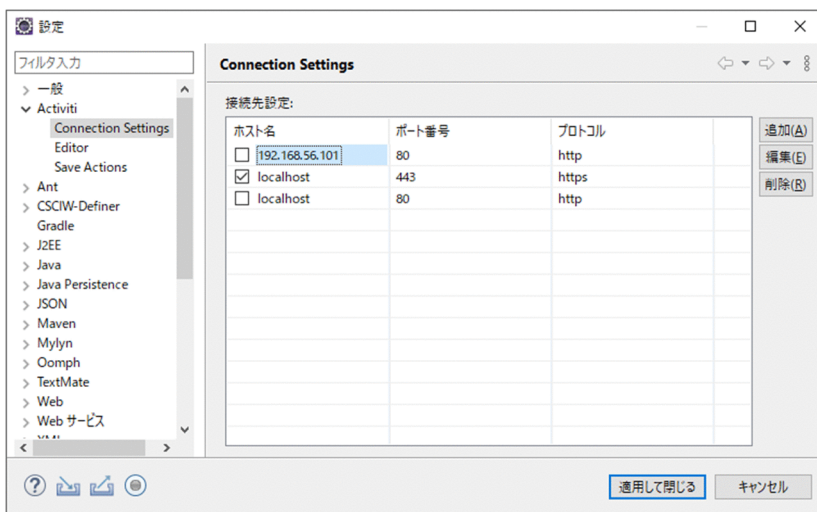 設定
フィルタ入力
一般
Activiti
Connection Settings
Editor
Save Actions
Ant
CSCIW-Definer
Gradle
J2EE
Java
Java Persistence
JSON
Maven
Mylyn
Oomph
TextMate
Web
Web サービス
Connection Settings
接続先設定:
ホスト名 ポート番号 プロトコル
192.168.56.101 80 http
localhost 443 https
localhost 80 http
追加(A)
編集(E)
削除(R)
適用して閉じる キャンセル